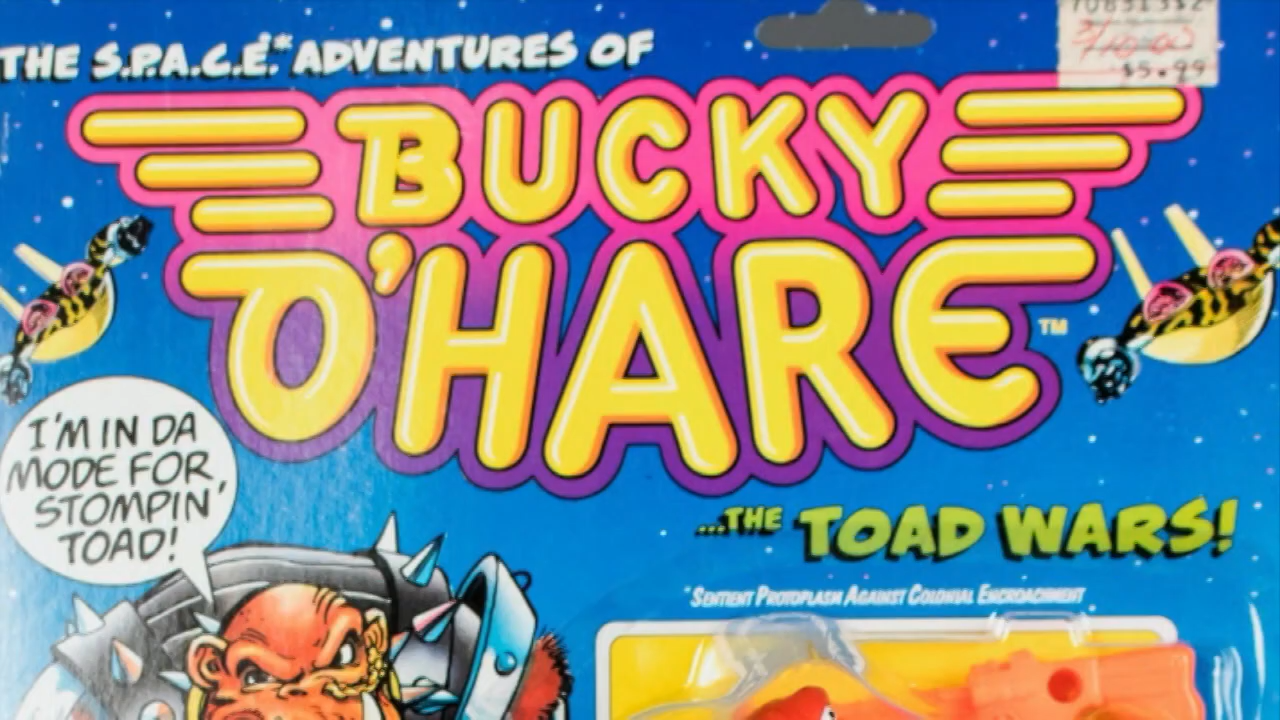 THE S.P.A.C.E.* ADVENTURES OF
BUCKY
O'HARE
TM
$5.99
I'M IN DA
MODE FOR
STOMPIN'
TOAD!
...THE TOAD WARS!
*SENTIENT PROTOPLASM AGAINST COLONIAL ENCROACHMENT